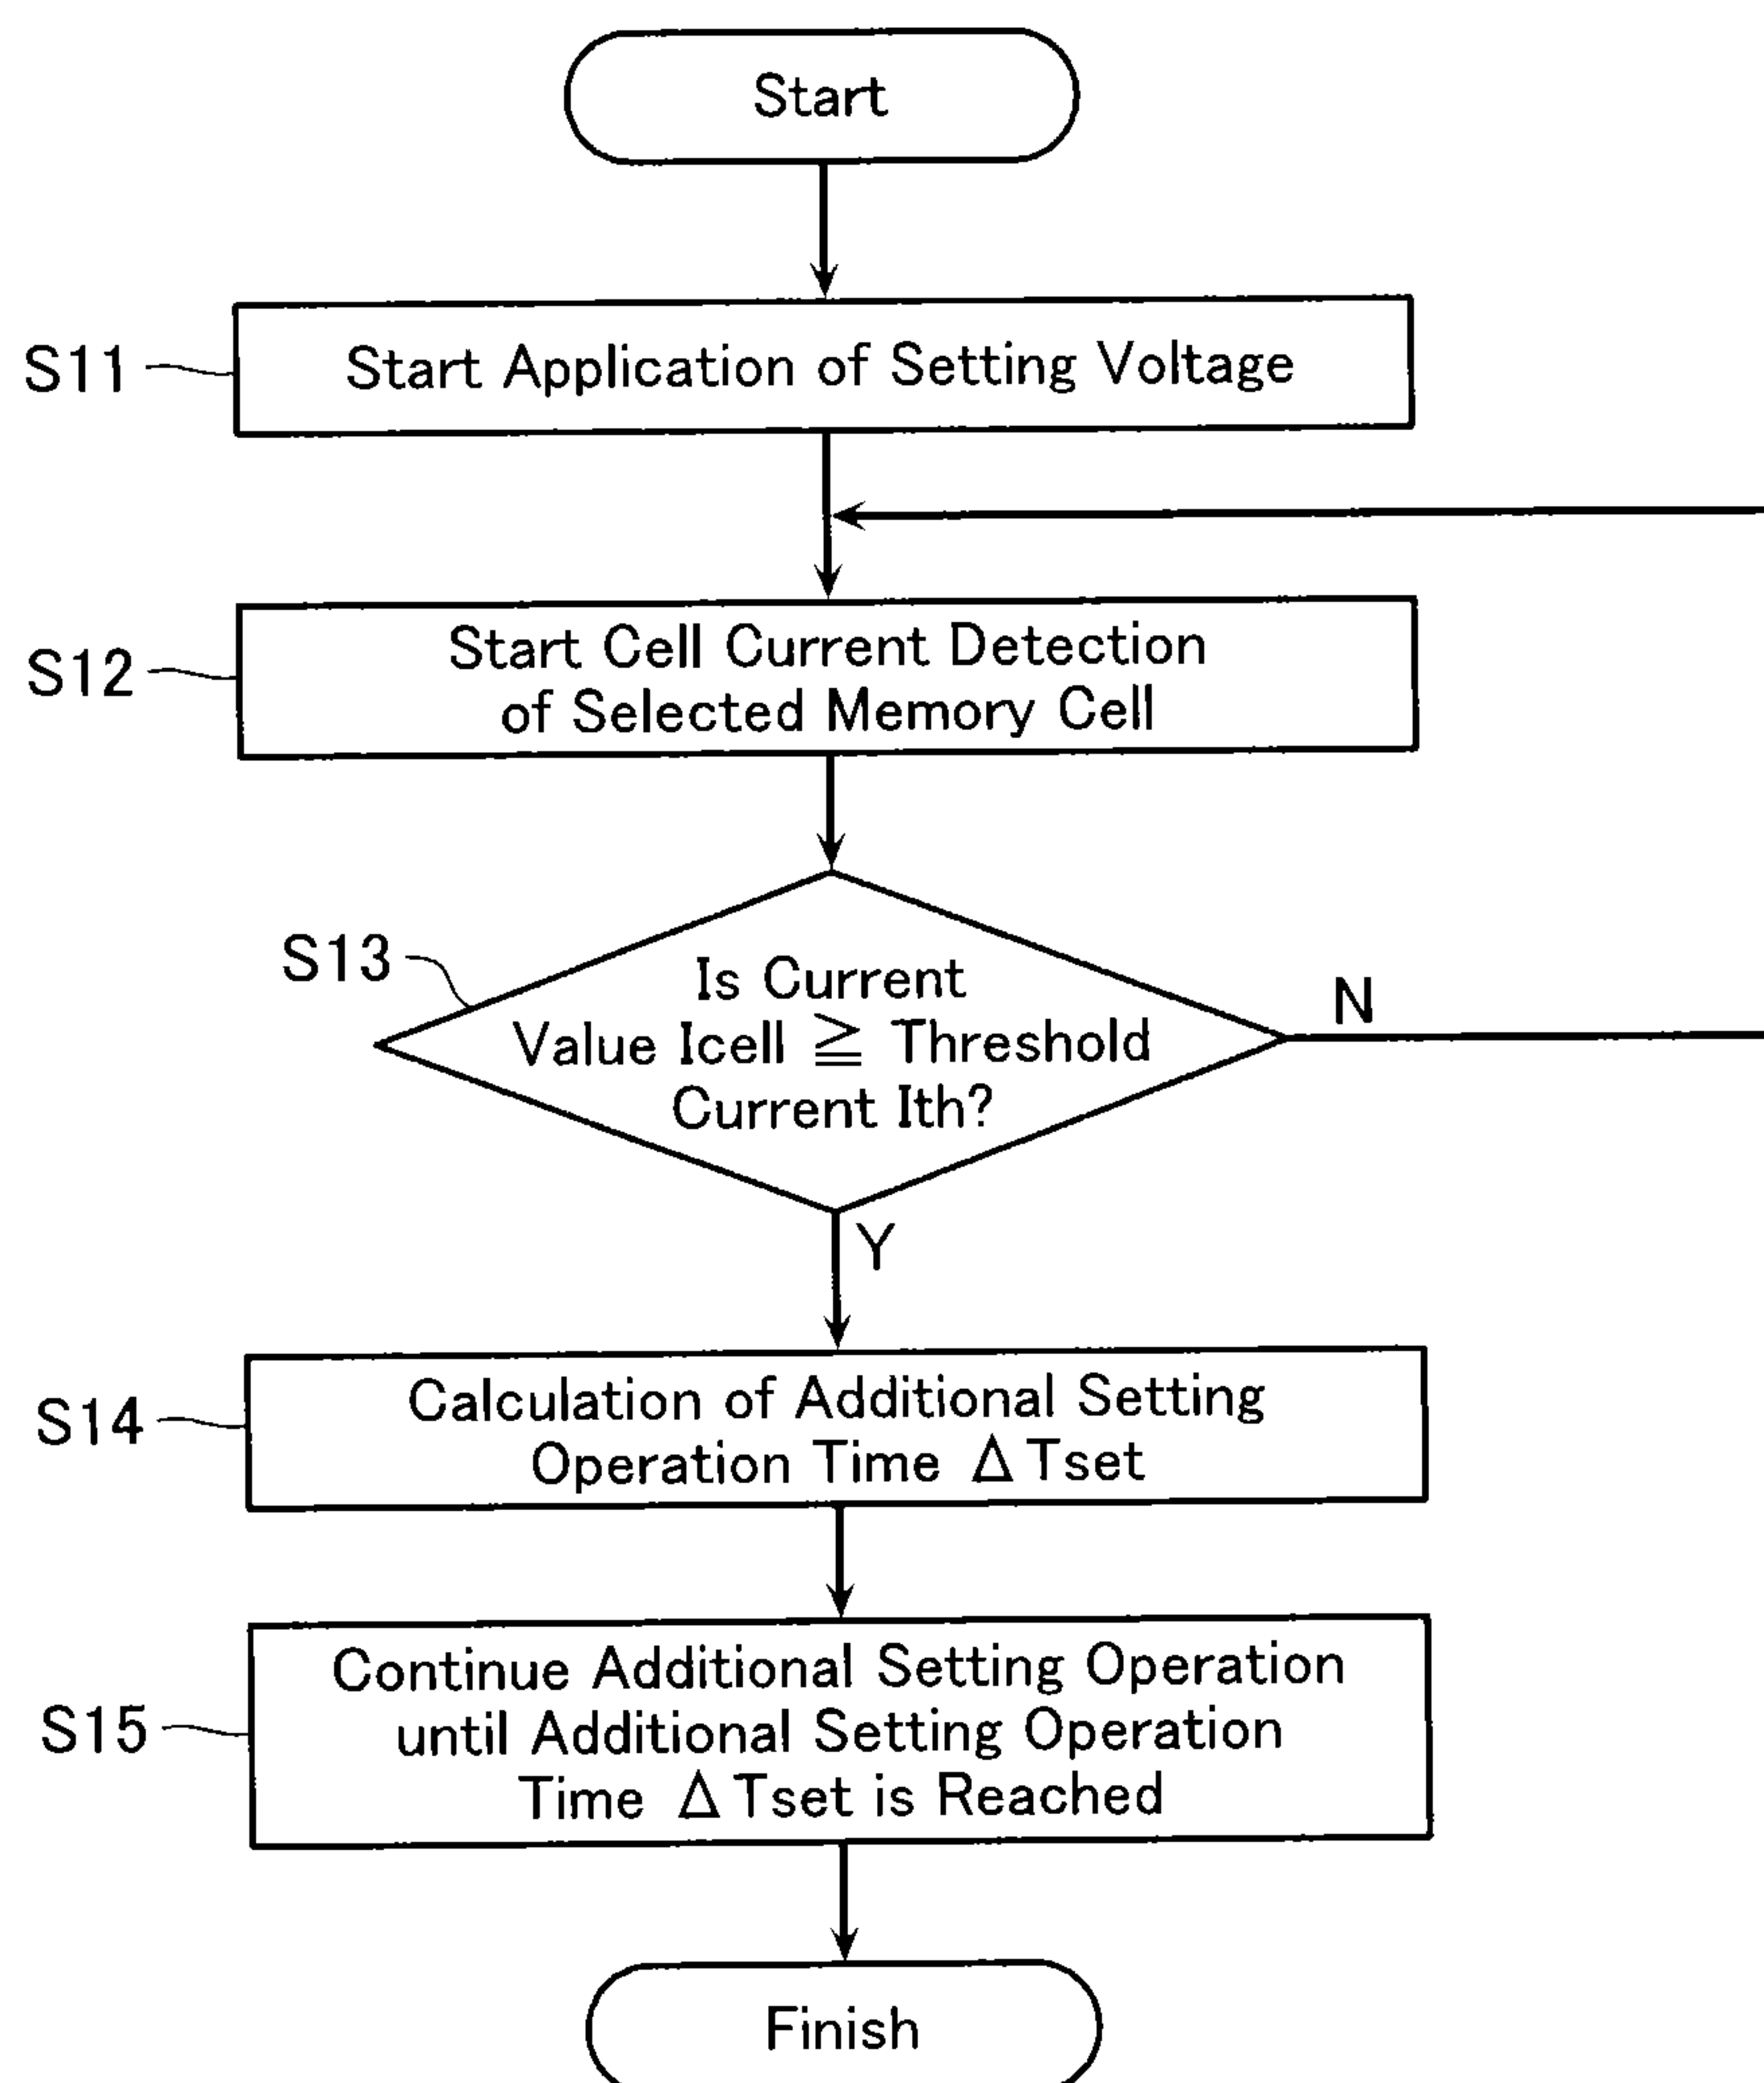 Start
S11
Start Application of Setting Voltage
S12
Start Cell Current Detection
of Selected Memory Cell
S13
Is Current
Value Icell ≧ Threshold
Current Ith?
N
Y
S14
Calculation of Additional Setting
Operation Time Δ Tset
S15
Continue Additional Setting Operation
until Additional Setting Operation
Time Δ Tset is Reached
Finish